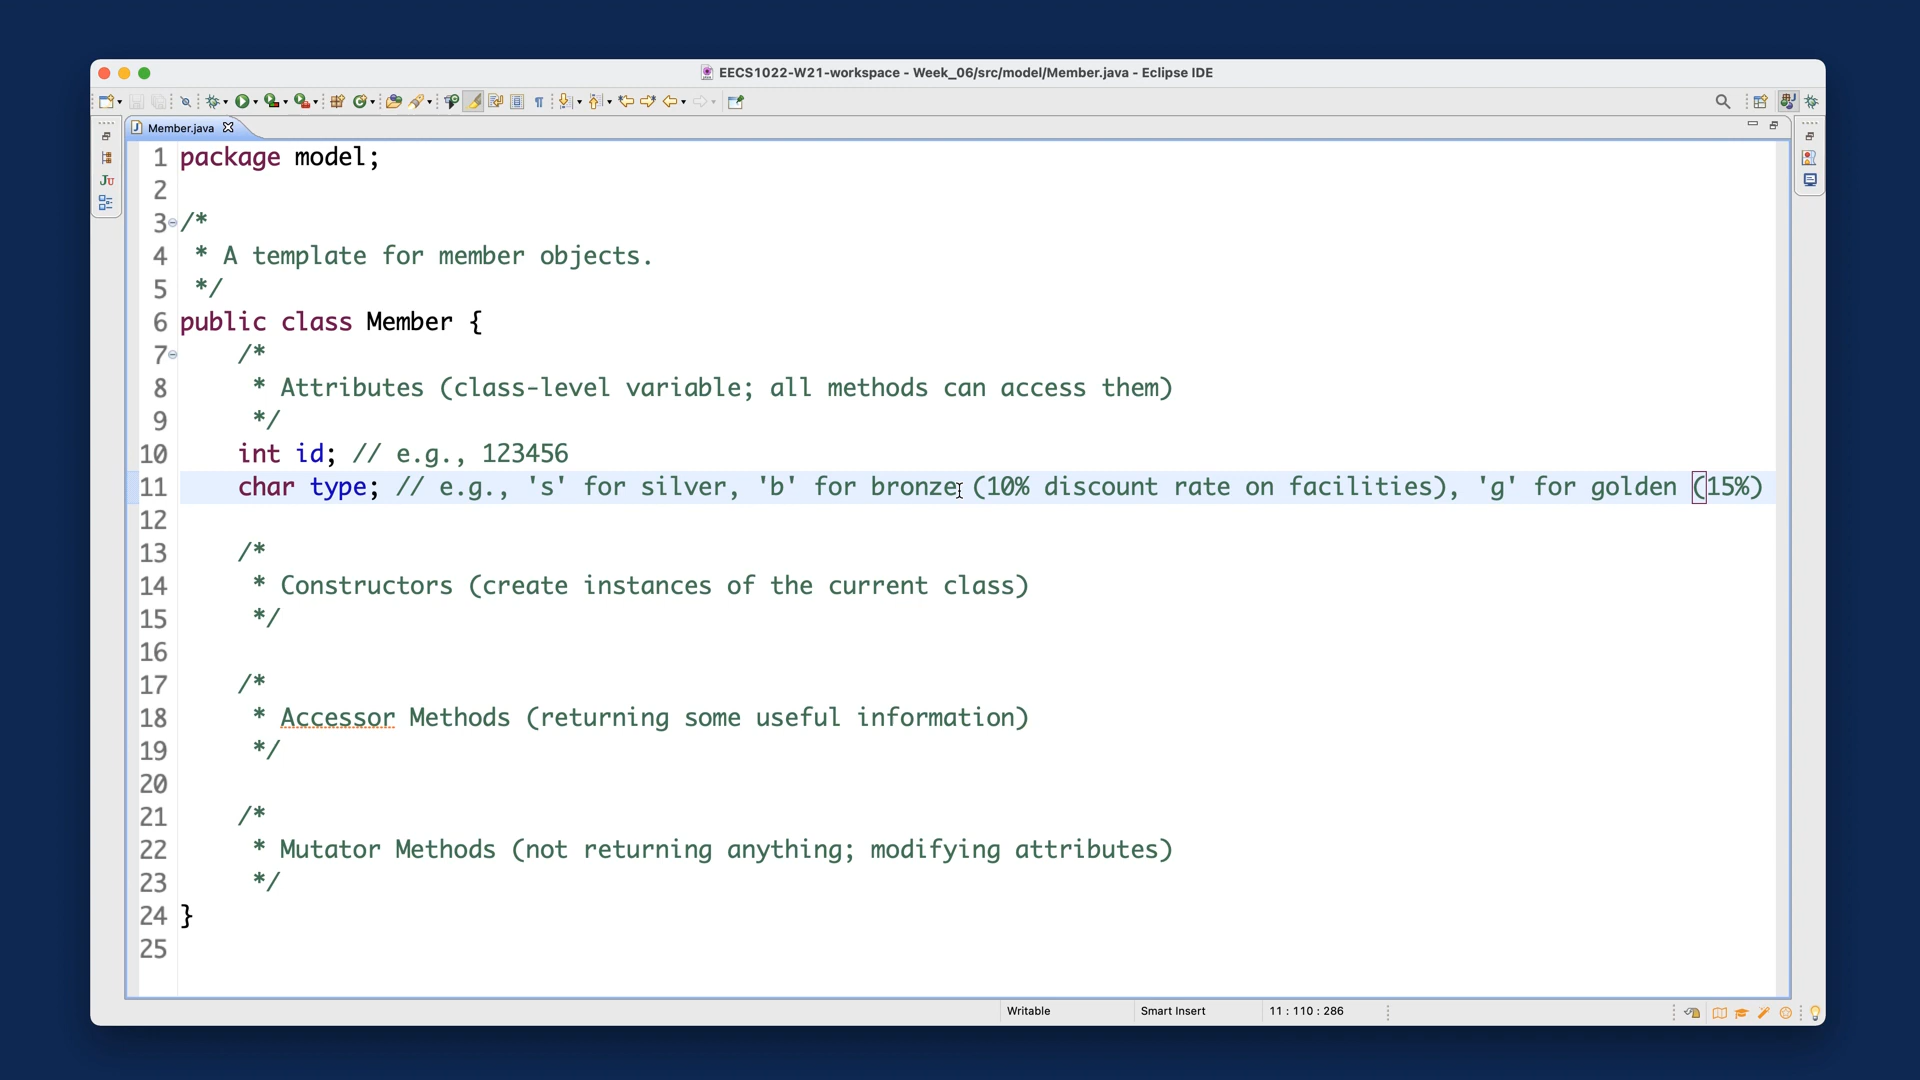 EECS1022-W21-workspace - Week_06/src/model/Member.java - Eclipse IDE
Member.java
1 package model;
2
3 /*
4 * A template for member objects.
5 */
6 public class Member {
7 /*
8 * Attributes (class-level variable; all methods can access them)
9 */
10 int id; // e.g., 123456
11 char type; // e.g., 's' for silver, 'b' for bronze (10% discount rate on facilities), 'g' for golden (15%)
12
13 /*
14 * Constructors (create instances of the current class)
15 */
16
17 /*
18 * Accessor Methods (returning some useful information)
19 */
20
21 /*
22 * Mutator Methods (not returning anything; modifying attributes)
23 */
24 }
25
Writable
Smart Insert
11 : 110 : 286